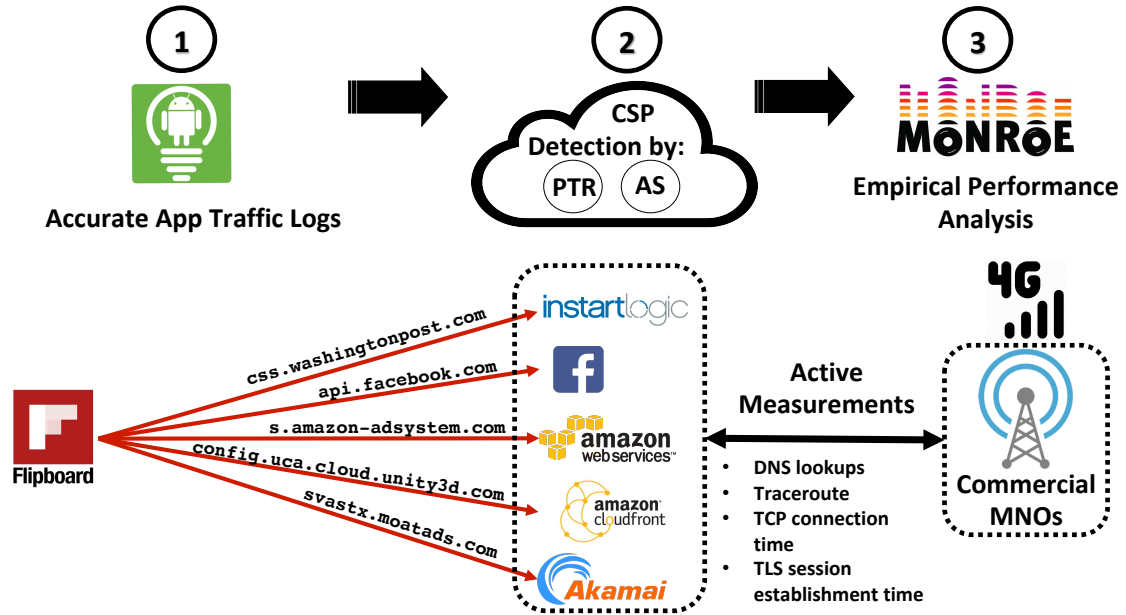 1
2
3
CSP
Detection by:
PTR AS
MONROE
Accurate App Traffic Logs
Empirical Performance
Analysis
4G
instartlogic
css.washingtonpost.com
api.facebook.com
f
s.amazon-adsystem.com
amazon
webservices™
config.uca.cloud.unity3d.com
amazon®
cloudfront
svastx.moatads.com
Akamai
Flipboard
Active
Measurements
• DNS lookups
• Traceroute
• TCP connection
time
• TLS session
establishment time
Commercial
MNOs